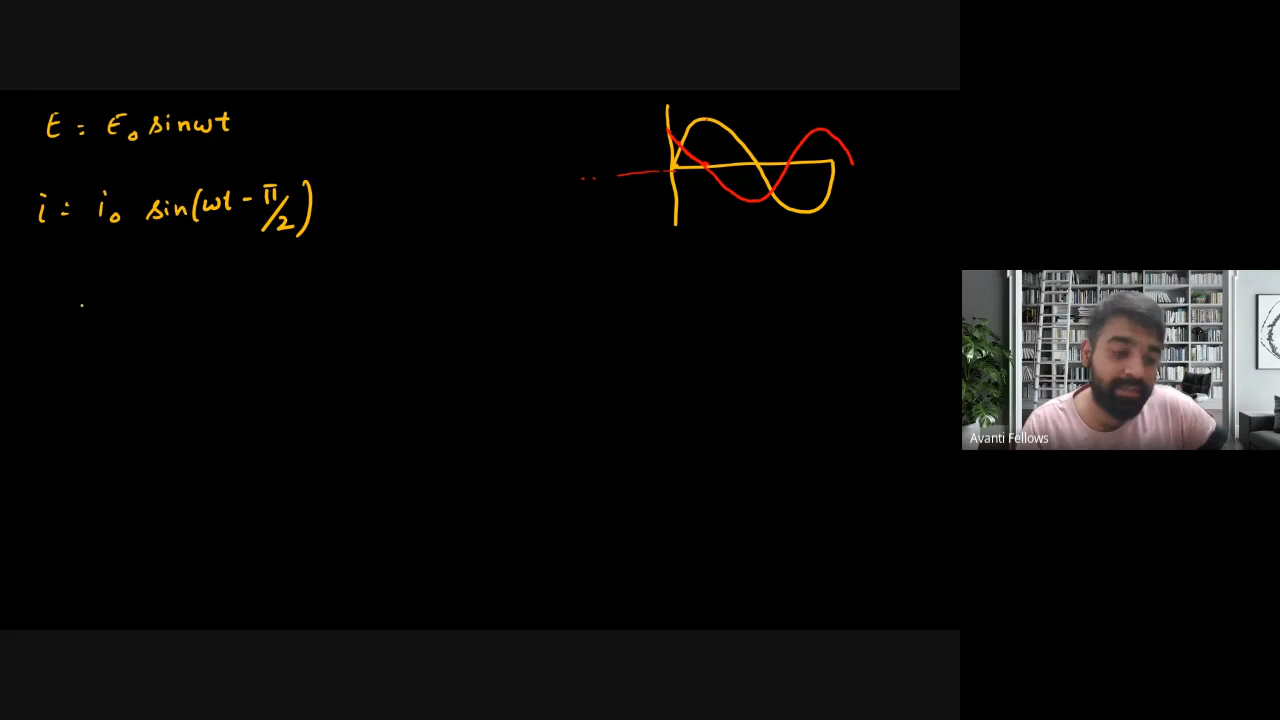 E = E₀ sinωt
i = i₀ sin(ωt - π/2)
Avanti Fellows